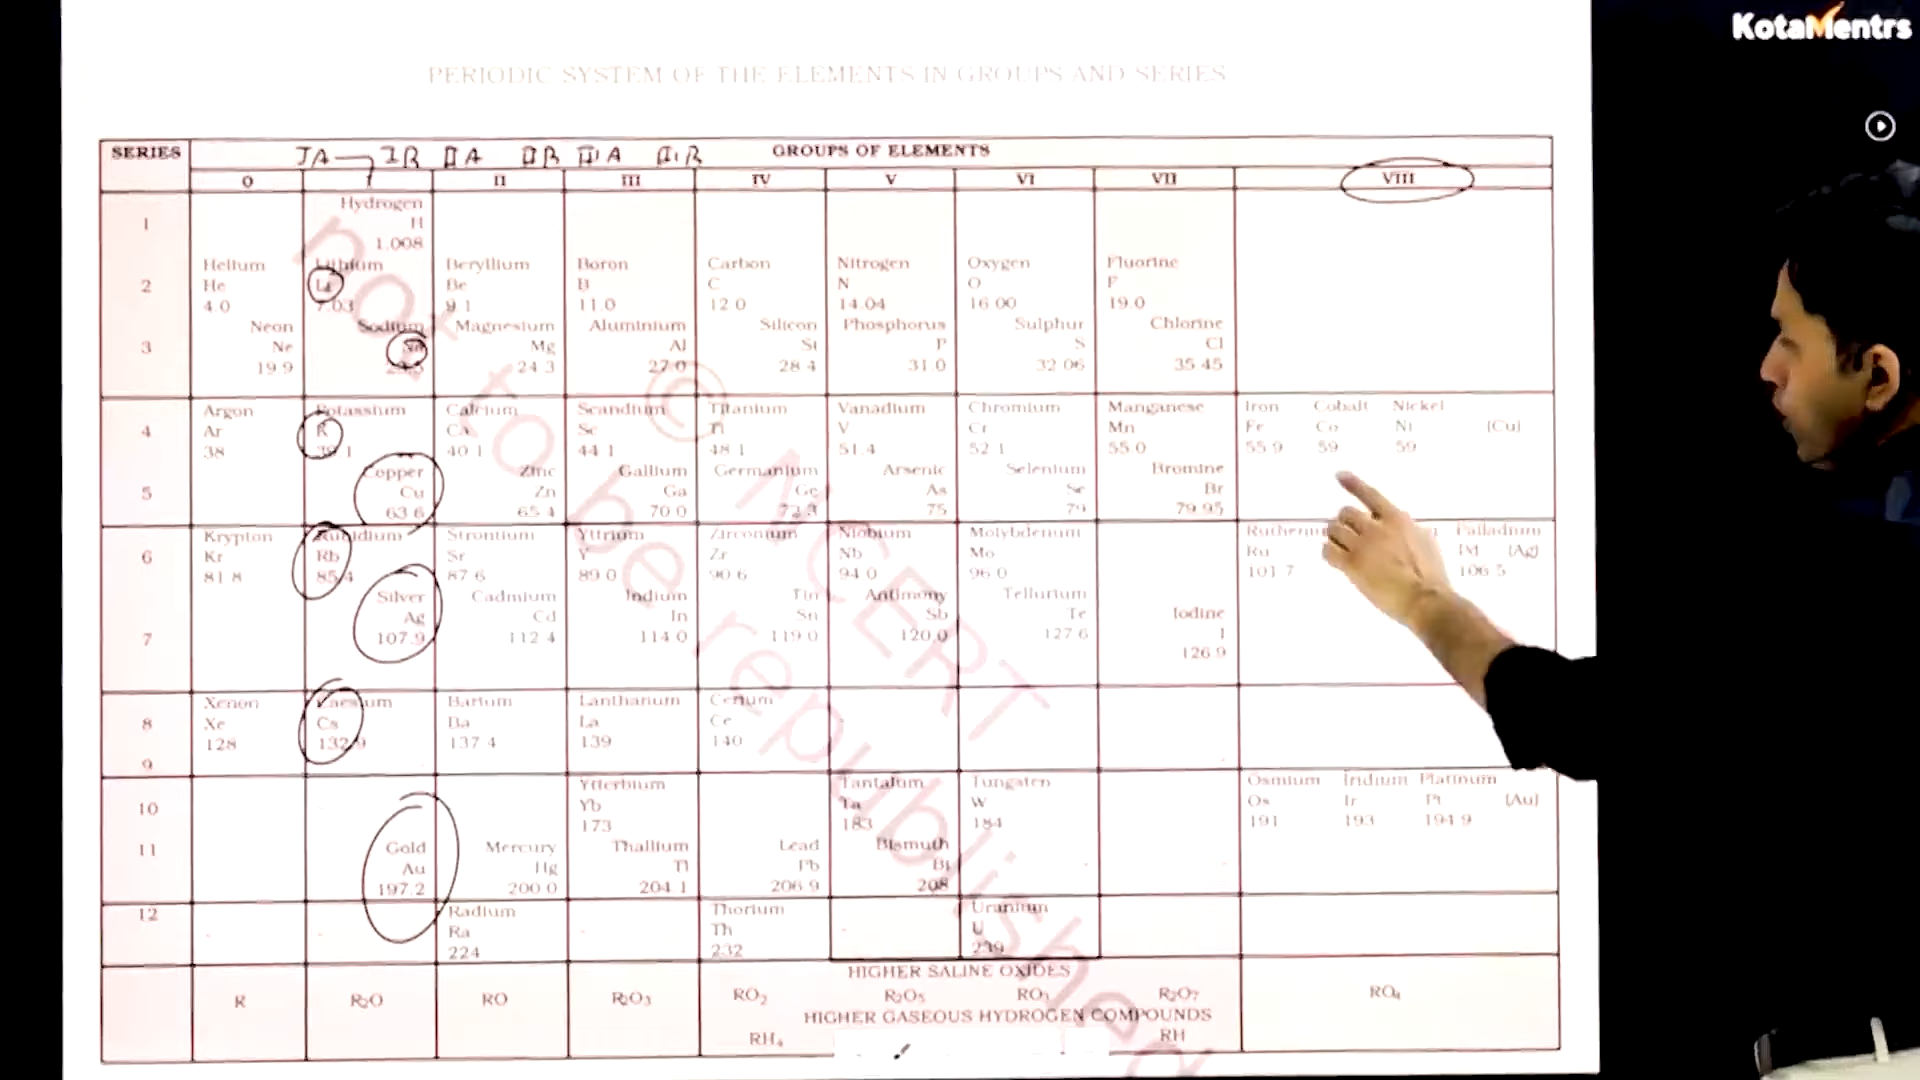 KotaMentrs
PERIODIC SYSTEM OF THE ELEMENTS IN GROUPS AND SERIES
SERIES GROUPS OF ELEMENTS
IA IB IIA IIB IIIA IIIB
0 I II III IV V VI VII VIII
1 Hydrogen
H
1.008
Helium Lithium Beryllium Boron Carbon Nitrogen Oxygen Fluorine
2 He Li Be B C N O F
4.0 7.03 9.1 11.0 12.0 14.04 16.00 19.0
Neon Sodium Magnesium Aluminium Silicon Phosphorus Sulphur Chlorine
3 Ne Na Mg Al Si P S Cl
19.9 24.3 27.0 28.4 31.0 32.06 35.45
Argon Potassium Calcium Scandium Titanium Vanadium Chromium Manganese Iron Cobalt Nickel
4 Ar K Ca Sc Ti V Cr Mn Fe Co Ni (Cu)
38 39.1 40.1 44.1 48.1 51.4 52.1 55.0 55.9 59 59
Copper Zinc Gallium Germanium Arsenic Selenium Bromine
5 Cu Zn Ga Ge As Se Br
63.6 65.4 70.0 72.3 75 79 79.95
Krypton Rubidium Strontium Yttrium Zirconium Niobium Molybdenum Palladium
6 Kr Rb Sr Y Zr Nb Mo Ru Pd (Ag)
81.8 85.4 87.6 89.0 90.6 94.0 96.0 101.7 106.5
Silver Cadmium Indium Tin Antimony Tellurium Iodine
7 Ag Cd In Sn Sb Te I
107.9 112.4 114.0 119.0 120.0 127.6 126.9
Xenon Caesium Barium Lanthanum Cerium
8 Xe Cs Ba La Ce
128 132.9 137.4 139 140
9
Ytterbium Tantalum Tungsten Osmium Iridium Platinum
10 Yb Ta W Os Ir Pt (Au)
173 183 184 191 193 194.9
Gold Mercury Thallium Lead Bismuth
11 Au Hg Tl Pb Bi
197.2 200.0 204.1 206.9 208
12 Radium Thorium Uranium
Ra Th U
224 232 239
HIGHER SALINE OXIDES
R R₂O RO R₂O₃ RO₂ R₂O₅ RO₃ R₂O₇ RO₄
HIGHER GASEOUS HYDROGEN COMPOUNDS
RH₄ RH
© NCERT
not to be republished